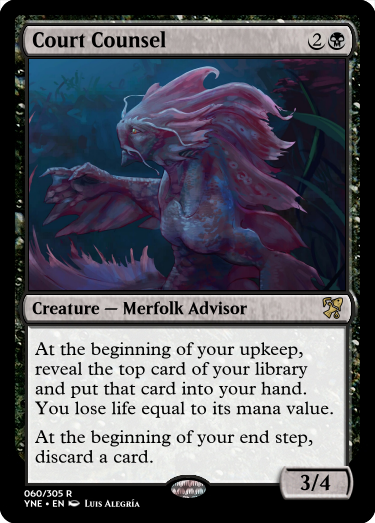 Court Counsel 2
Creature — Merfolk Advisor
At the beginning of your upkeep,
reveal the top card of your library
and put that card into your hand.
You lose life equal to its mana value.
At the beginning of your end step,
discard a card.
3/4
060/305 R
YNE • EN Luis Alegría